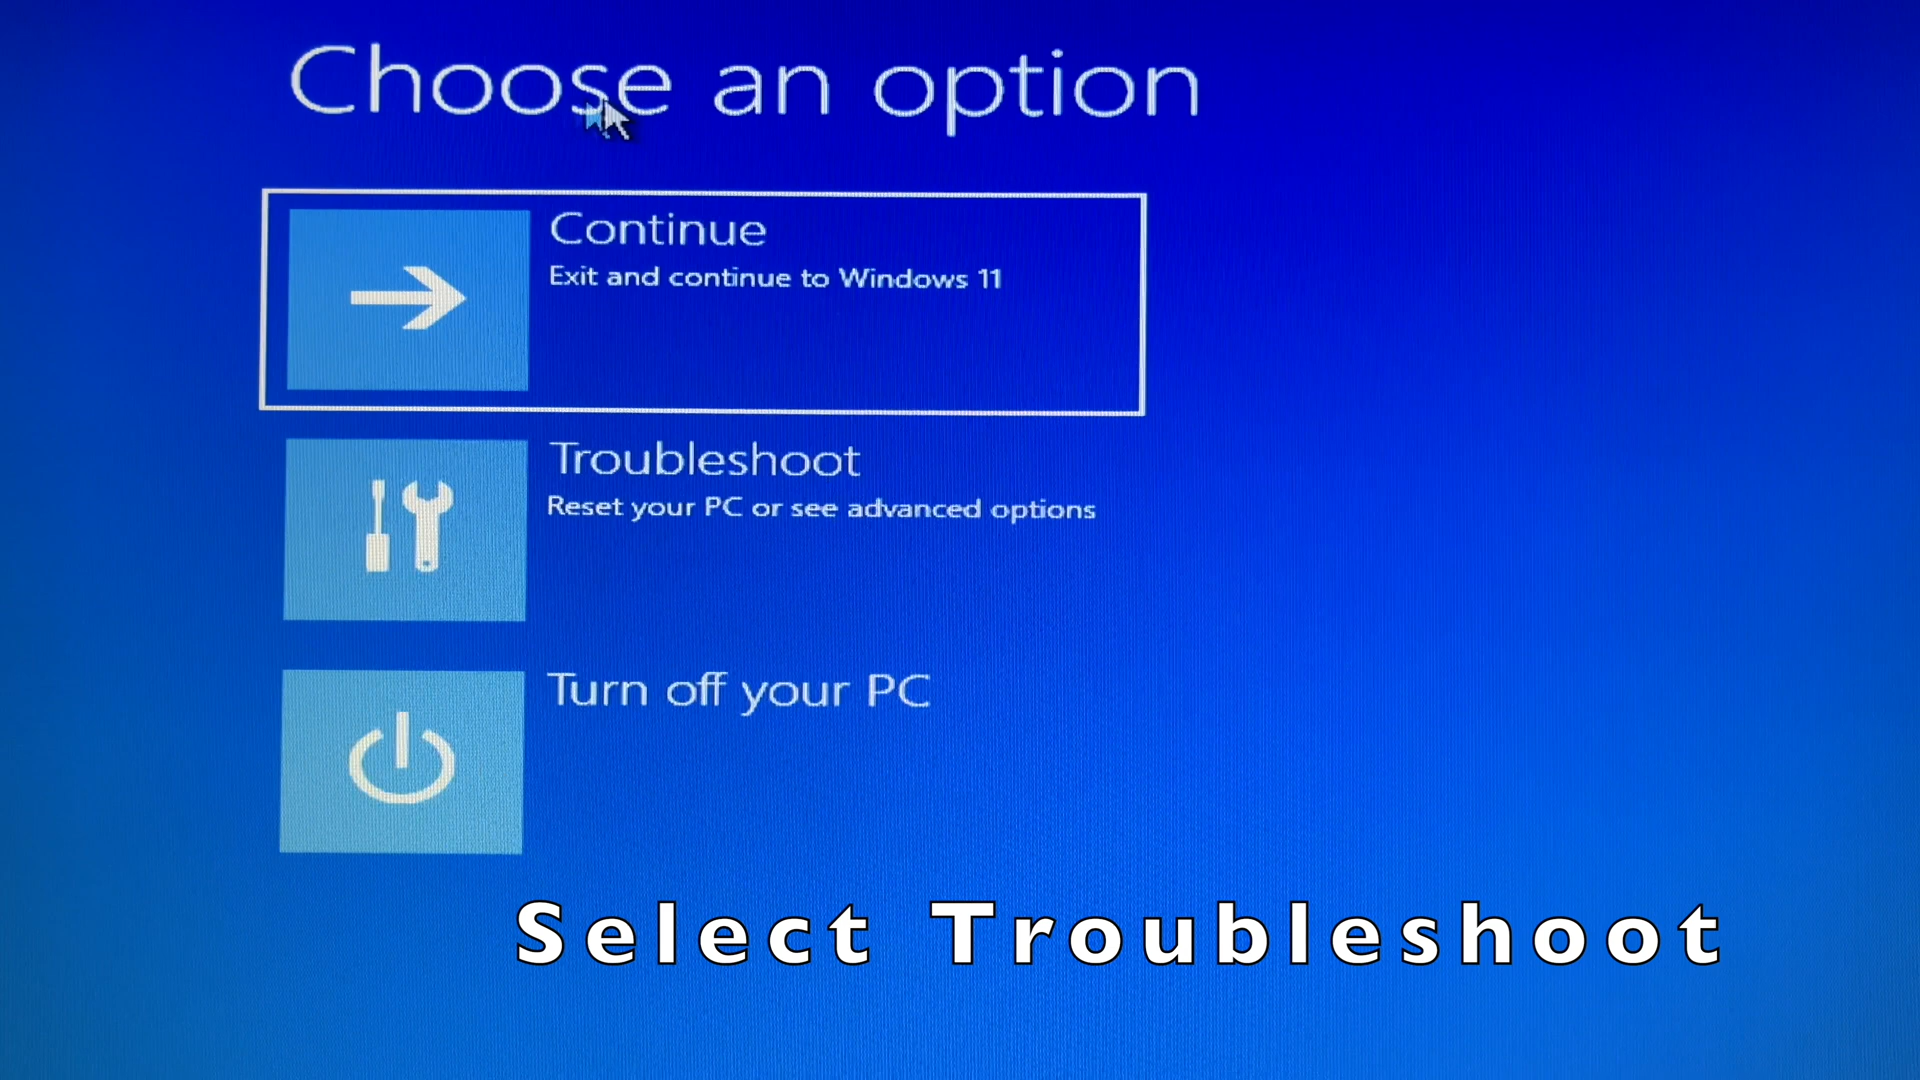 Choose an option
Continue
Exit and continue to Windows 11
Troubleshoot
Reset your PC or see advanced options
Turn off your PC
Select Troubleshoot